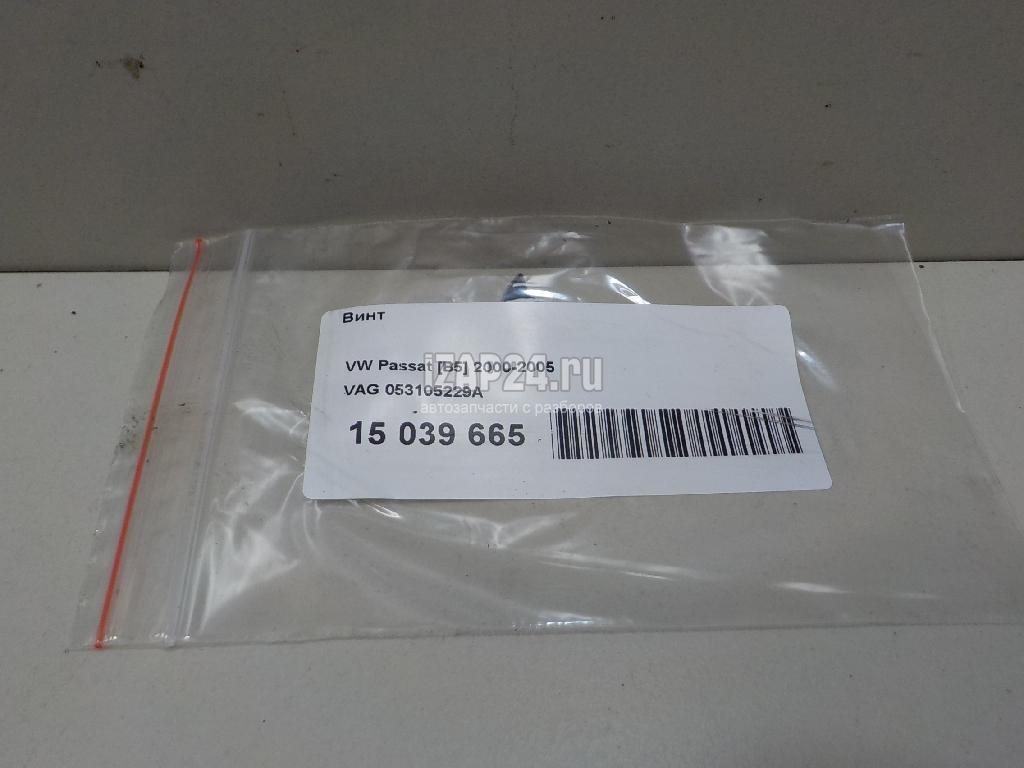 Винт
VW Passat [B5] 2000-2005
iZAP24.ru
VAG 053105229A
автозапчасти с разборов
15 039 665